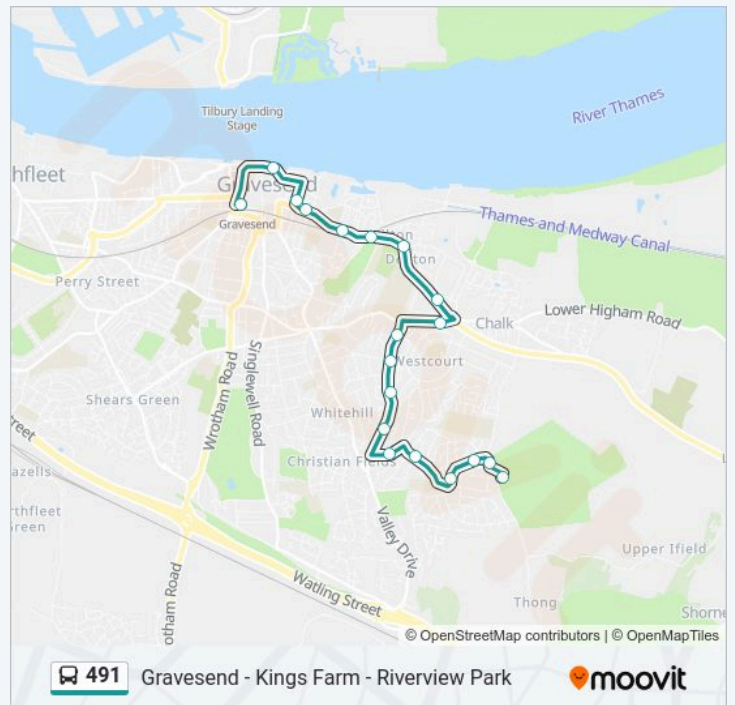 Tilbury Landing
Stage
River Thames
hfleet
Gravesend
Gravesend
Thames and Medway Canal
Denton
Perry Street
Chalk
Lower Higham Road
Westcourt
Wrotham Road
Singlewell Road
Shears Green
Whitehill
treet
Christian Fields
azells
rthfleet
Green
Valley Drive
Upper Ifield
otham Road
Watling Street
Thong
Shorne
© OpenStreetMap contributors | © OpenMapTiles
491 Gravesend - Kings Farm - Riverview Park
moovit